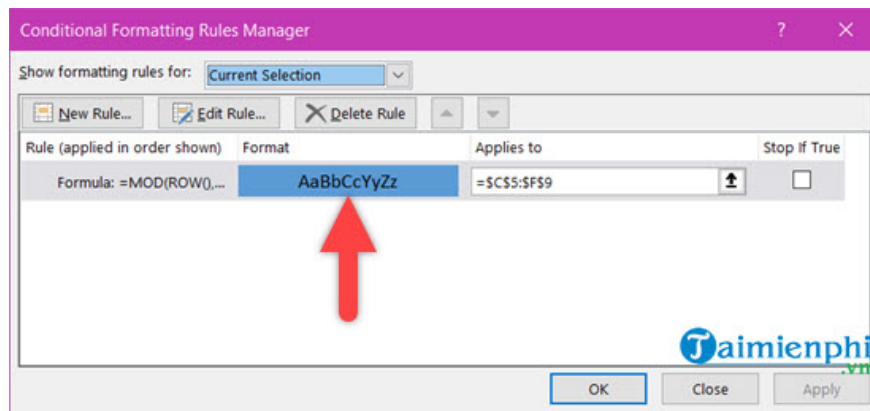 Conditional Formatting Rules Manager ? ×
Show formatting rules for: Current Selection
New Rule... Edit Rule... Delete Rule
Rule (applied in order shown) Format Applies to Stop If True
Formula: =MOD(ROW(),... AaBbCcYyZz =$C$5:$F$9
Taimienphi
.vn
OK Close Apply